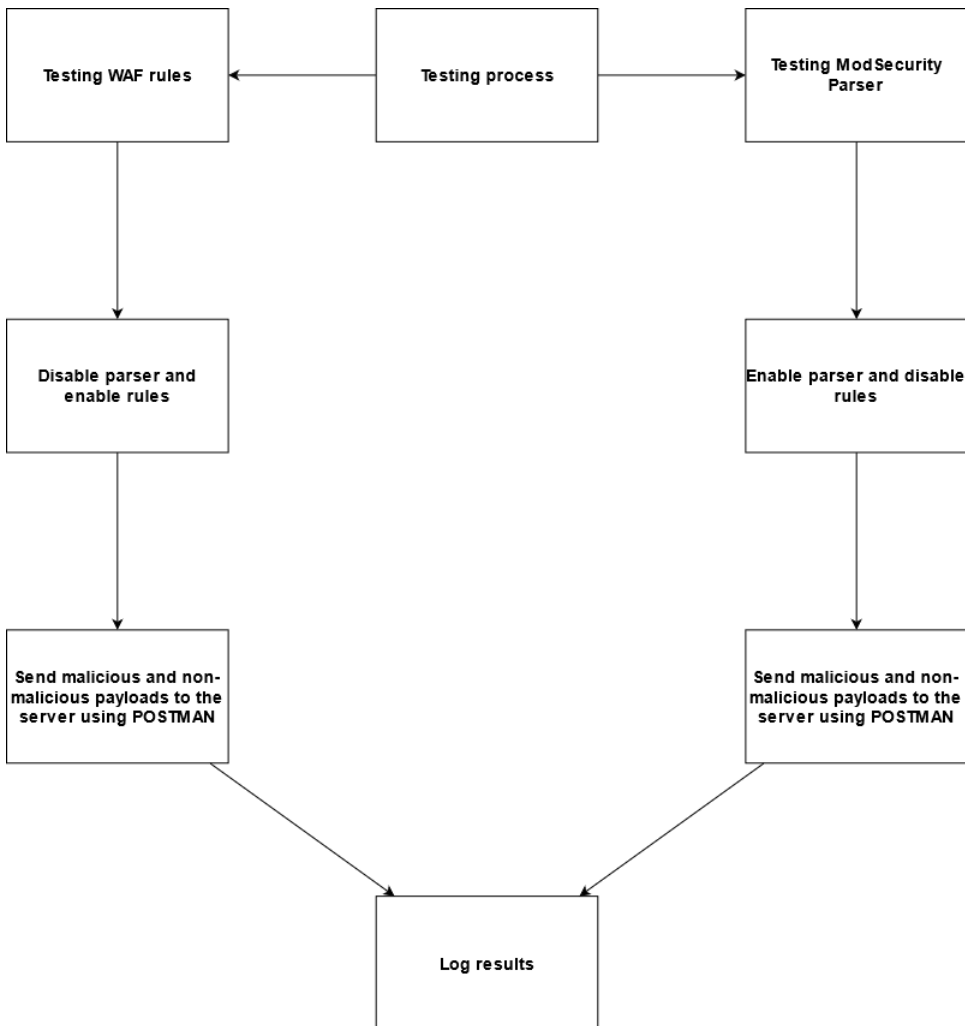 Testing WAF rules
Testing process
Testing ModSecurity
Parser
Disable parser and
enable rules
Enable parser and disable
rules
Send malicious and non-
malicious payloads to the
server using POSTMAN
Send malicious and non-
malicious payloads to the
server using POSTMAN
Log results